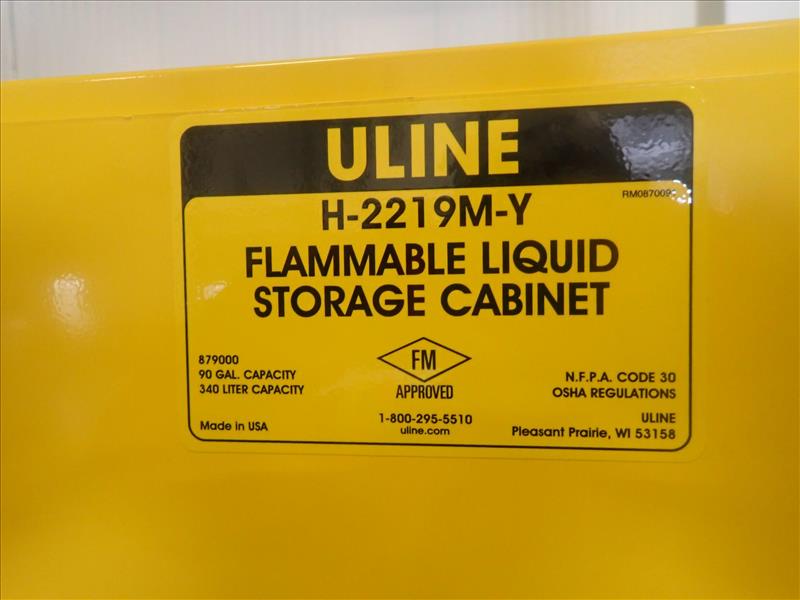 ULINE
H-2219M-Y
FLAMMABLE LIQUID
STORAGE CABINET
879000
90 GAL. CAPACITY
340 LITER CAPACITY
Made in USA
FM
APPROVED
1-800-295-5510
uline.com
N.F.P.A. CODE 30
OSHA REGULATIONS
ULINE
Pleasant Prairie, WI 53158